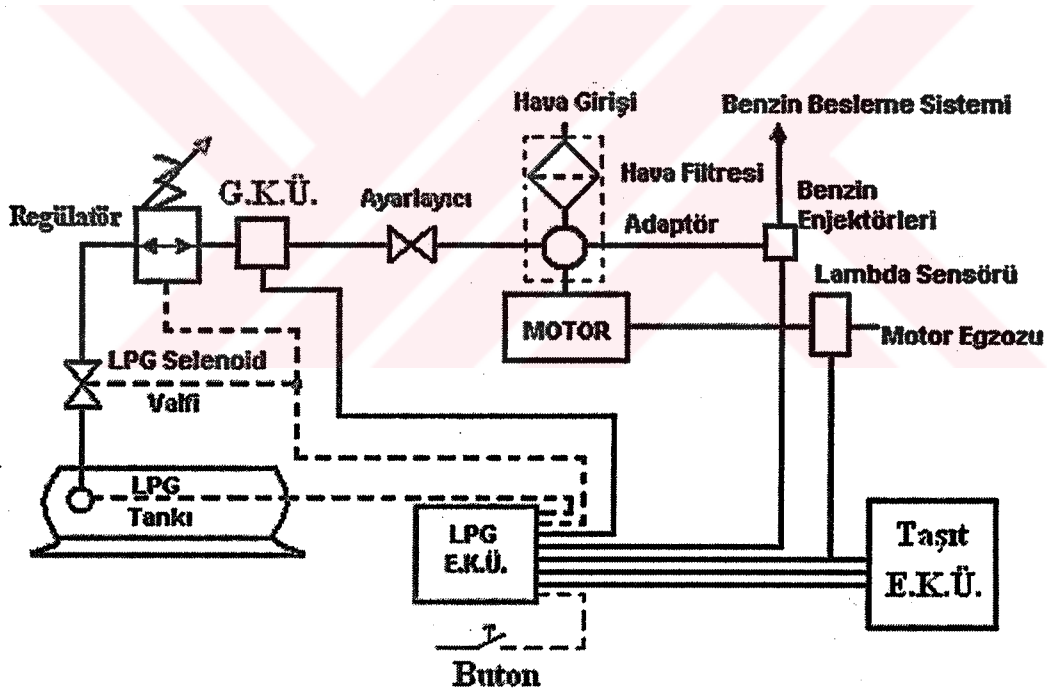 Hava Girişi
Benzin Besleme Sistemi
Hava Filtresi
Benzin
Enjektörleri
G.K.Ü.
Ayarlayıcı
Regülatör
Adaptör
Lambda Sensörü
MOTOR
Motor Egzozu
LPG Selenoid
Valfi
LPG
Tankı
LPG
E.K.Ü.
Taşıt
E.K.Ü.
Buton